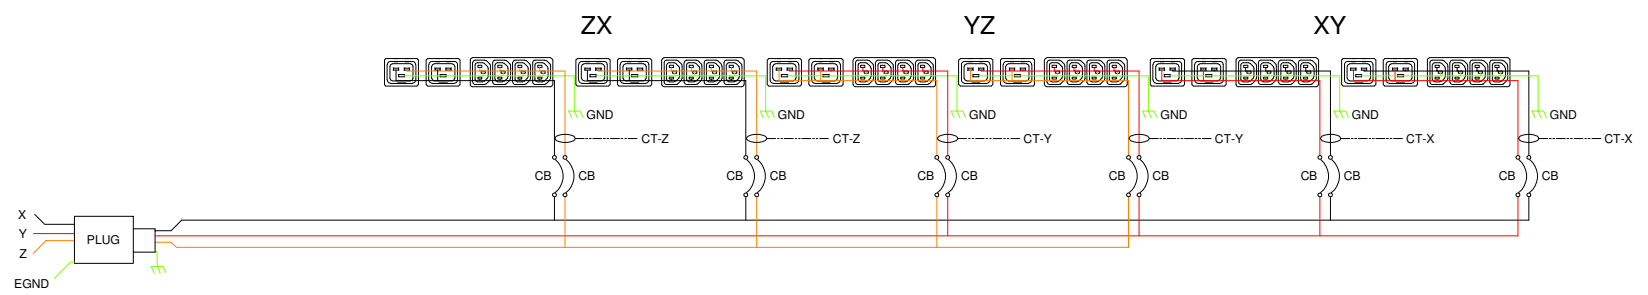 ZX YZ XY
GND GND GND GND GND GND
CT-Z CT-Z CT-Y CT-Y CT-X CT-X
CB CB CB CB CB CB CB CB CB CB CB CB
X
Y
PLUG
Z
EGND